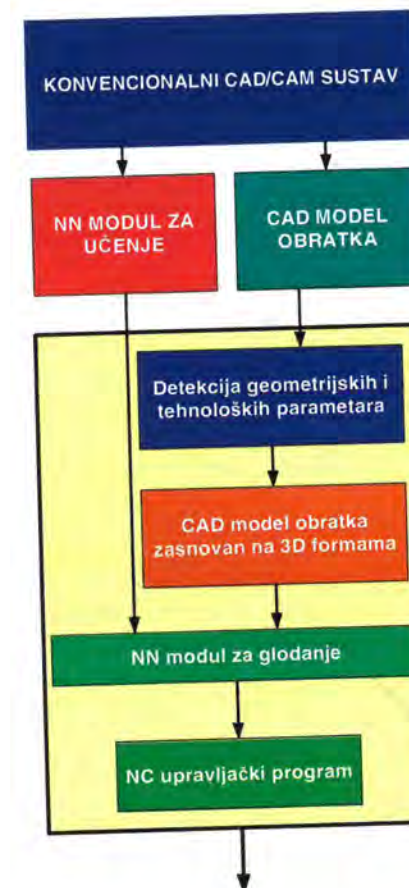 KONVENCIONALNI CAD/CAM SUSTAV
NN MODUL ZA
UČENJE
CAD MODEL
OBRATKA
Detekcija geometrijskih i
tehnoloških parametara
CAD model obratka
zasnovan na 3D formama
NN modul za glodanje
NC upravljački program